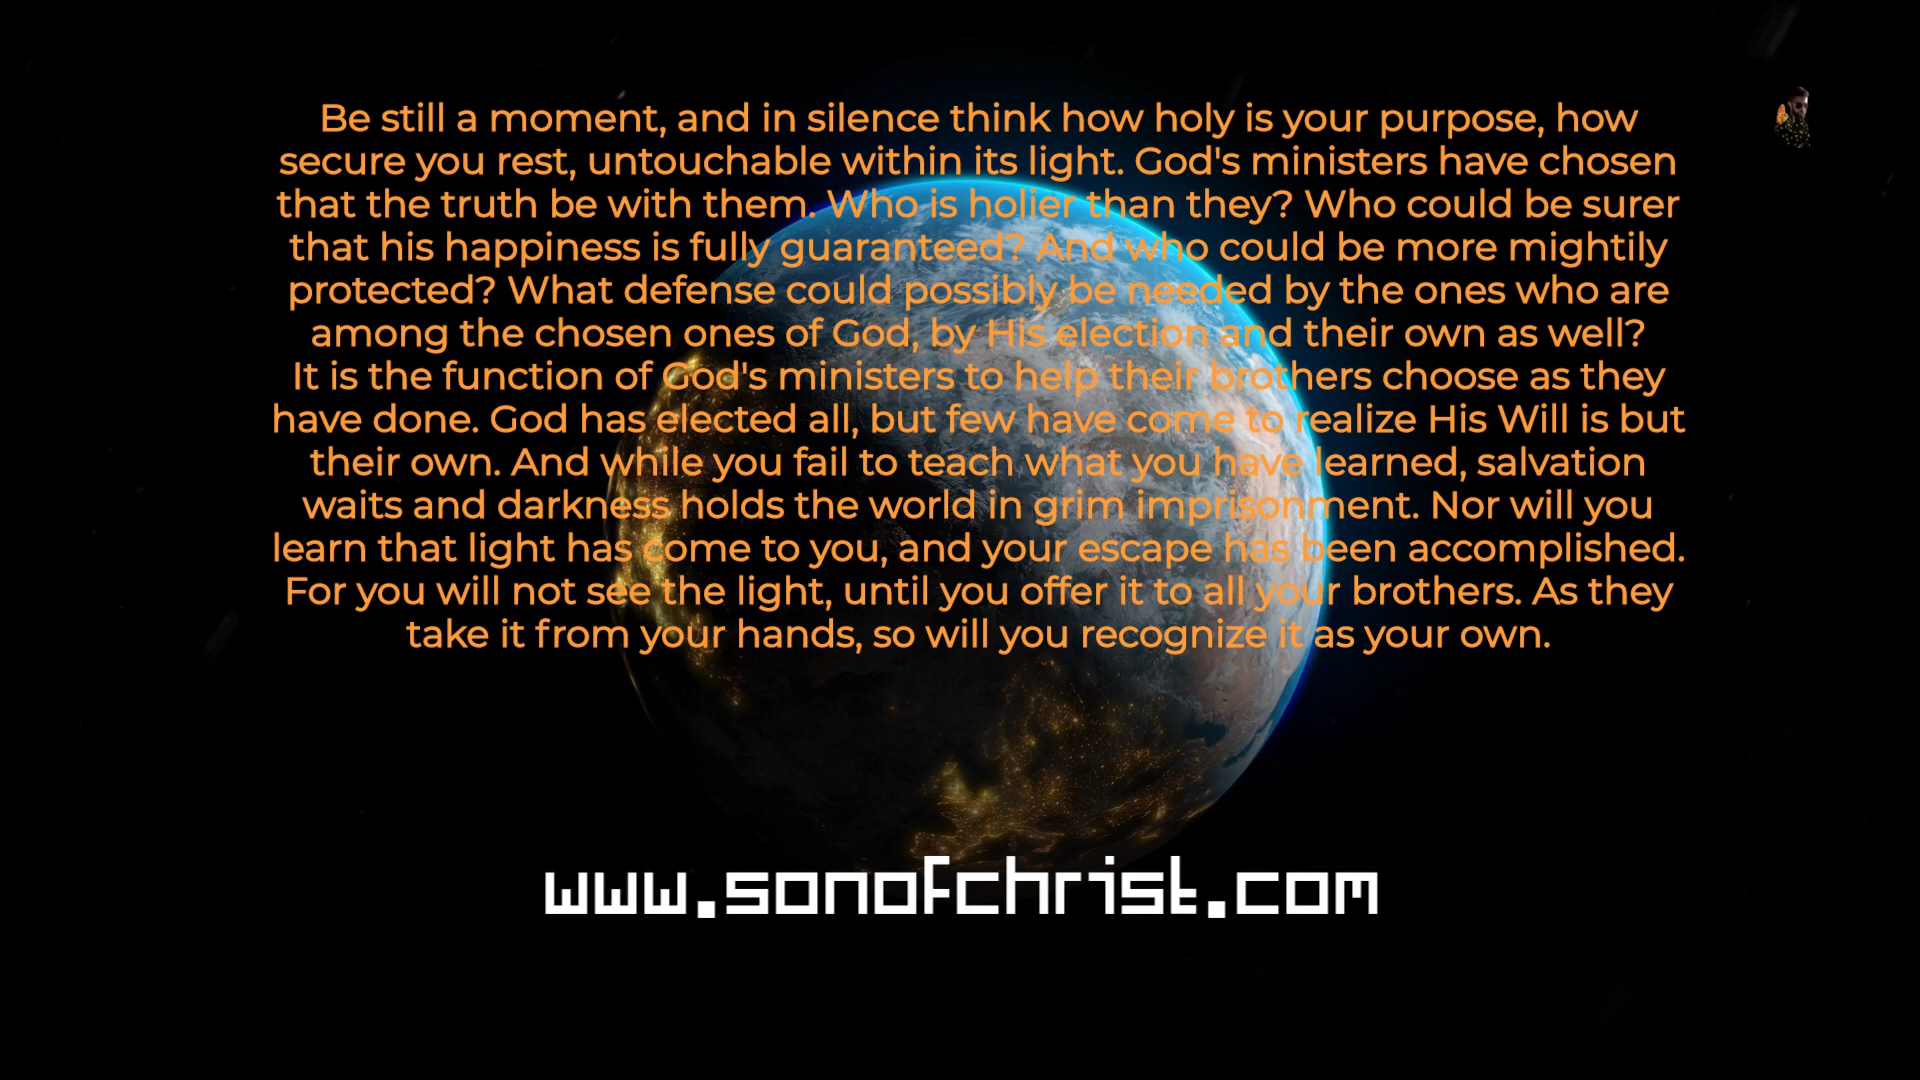 Be still a moment, and in silence think how holy is your purpose, how
secure you rest, untouchable within its light. God's ministers have chosen
that the truth be with them. Who is holier than they? Who could be surer
that his happiness is fully guaranteed? And who could be more mightily
protected? What defense could possibly be needed by the ones who are
among the chosen ones of God, by His election and their own as well?
It is the function of God's ministers to help their brothers choose as they
have done. God has elected all, but few have come to realize His Will is but
their own. And while you fail to teach what you have learned, salvation
waits and darkness holds the world in grim imprisonment. Nor will you
learn that light has come to you, and your escape has been accomplished.
For you will not see the light, until you offer it to all your brothers. As they
take it from your hands, so will you recognize it as your own.
www.sonofchrist.com